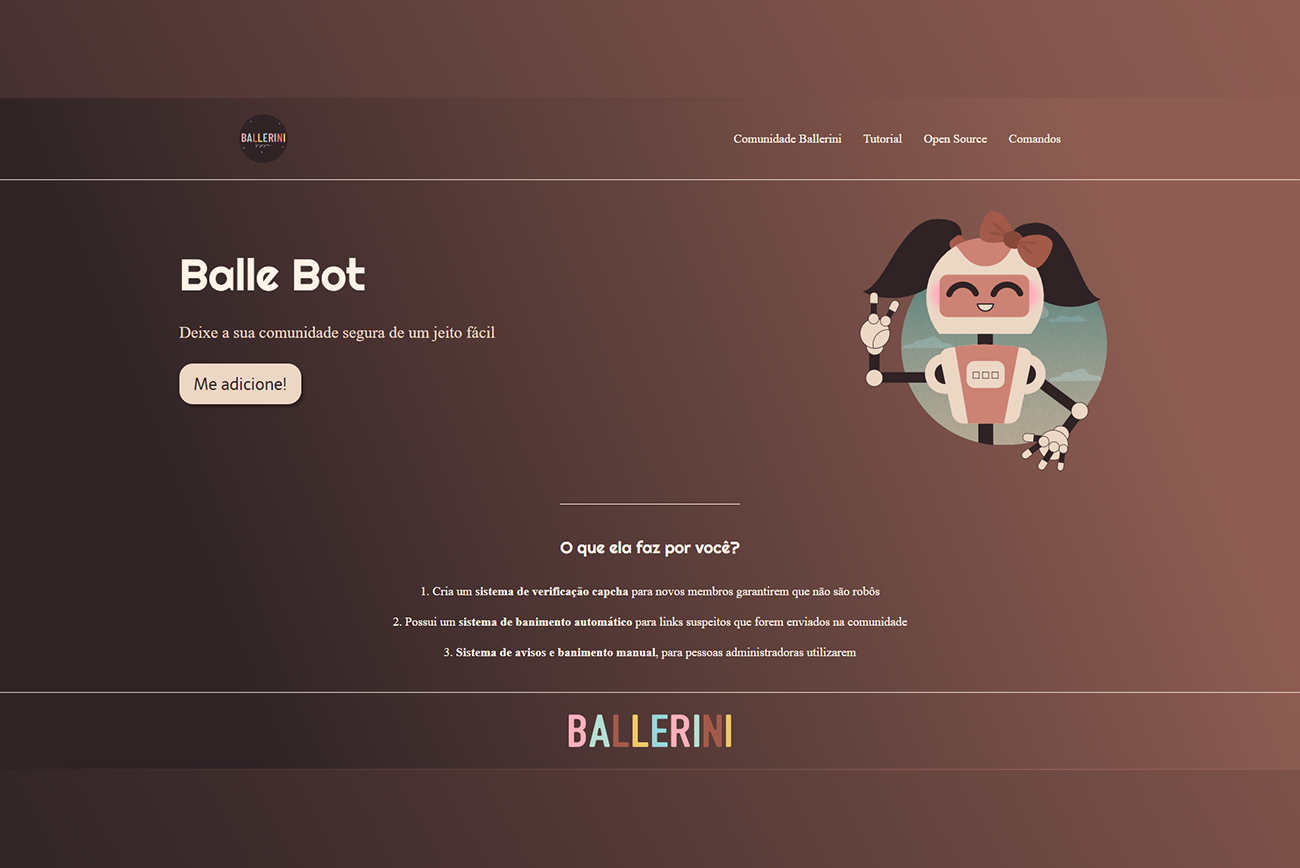 BALLERINI
Comunidade Ballerini Tutorial Open Source Comandos
Balle Bot
Deixe a sua comunidade segura de um jeito fácil
Me adicione!
O que ela faz por você?
1. Cria um sistema de verificação capcha para novos membros garantirem que não são robôs
2. Possui um sistema de banimento automático para links suspeitos que forem enviados na comunidade
3. Sistema de avisos e banimento manual, para pessoas administradoras utilizarem
BALLERINI